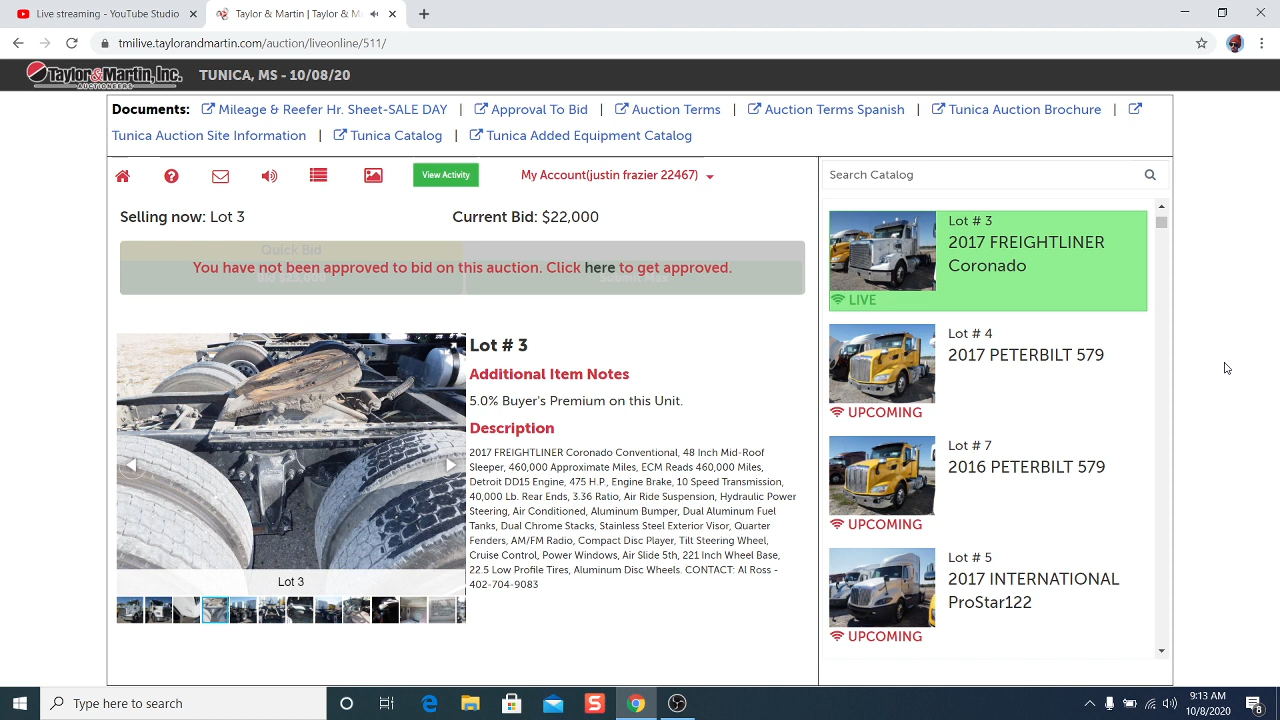 Live streaming - YouTube Studio
Taylor & Martin | Taylor & M
tmilive.taylorandmartin.com/auction/liveonline/511/
Taylor & Martin, Inc.
AUCTIONEERS
TUNICA, MS - 10/08/20
Documents: Mileage & Reefer Hr. Sheet-SALE DAY | Approval To Bid | Auction Terms | Auction Terms Spanish | Tunica Auction Brochure |
Tunica Auction Site Information | Tunica Catalog | Tunica Added Equipment Catalog
View Activity
My Account(justin frazier 22467)
Selling now: Lot 3
Current Bid: $22,000
Quick Bid
You have not been approved to bid on this auction. Click here to get approved.
Lot # 3
Additional Item Notes
5.0% Buyer's Premium on this Unit.
Description
2017 FREIGHTLINER Coronado Conventional, 48 Inch Mid-Roof
Sleeper, 460,000 Approximate Miles, ECM Reads 460,000 Miles,
Detroit DD15 Engine, 475 H.P., Engine Brake, 10 Speed Transmission,
40,000 Lb. Rear Ends, 3.36 Ratio, Air Ride Suspension, Hydraulic Power
Steering, Air Conditioned, Aluminum Bumper, Dual Aluminum Fuel
Tanks, Dual Chrome Stacks, Stainless Steel Exterior Visor, Quarter
Fenders, AM/FM Radio, Compact Disc Player, Tilt Steering Wheel,
Cruise Control, Power Windows, Air Slide 5th, 221 Inch Wheel Base,
22.5 Low Profile Tires, Aluminum Disc Wheels. CONTACT: Al Ross -
402-704-9083
Lot 3
Search Catalog
Lot # 3
2017 FREIGHTLINER
Coronado
LIVE
Lot # 4
2017 PETERBILT 579
UPCOMING
Lot # 7
2016 PETERBILT 579
UPCOMING
Lot # 5
2017 INTERNATIONAL
ProStar122
UPCOMING
Type here to search
9:13 AM
10/8/2020
6